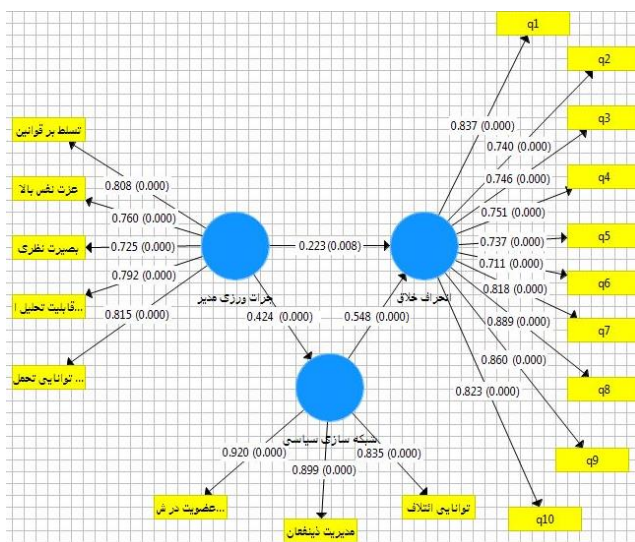 q1
q2
q3
q4
q5
q6
q7
q8
q9
q10
0.837 (0.000)
0.740 (0.000)
0.746 (0.000)
0.751 (0.000)
0.737 (0.000)
0.711 (0.000)
0.818 (0.000)
0.889 (0.000)
0.860 (0.000)
0.823 (0.000)
تسلط بر قوانین
عزت نفس بالا
بصیرت نظری
قابلیت تحلیل ا...
توانایی تحمل ...
0.808 (0.000)
0.760 (0.000)
0.725 (0.000)
0.792 (0.000)
0.815 (0.000)
0.223(0.008)
جرات ورزی مدیر
انحراف خلاق
0.424 (0.000)
0.548 (0.000)
شبکه سازی سیاسی
0.920 (0.000)
0.899 (0.000)
0.835 (0.000)
عضویت در ش...
مدیریت ذینفعان
توانایی ائتلاف